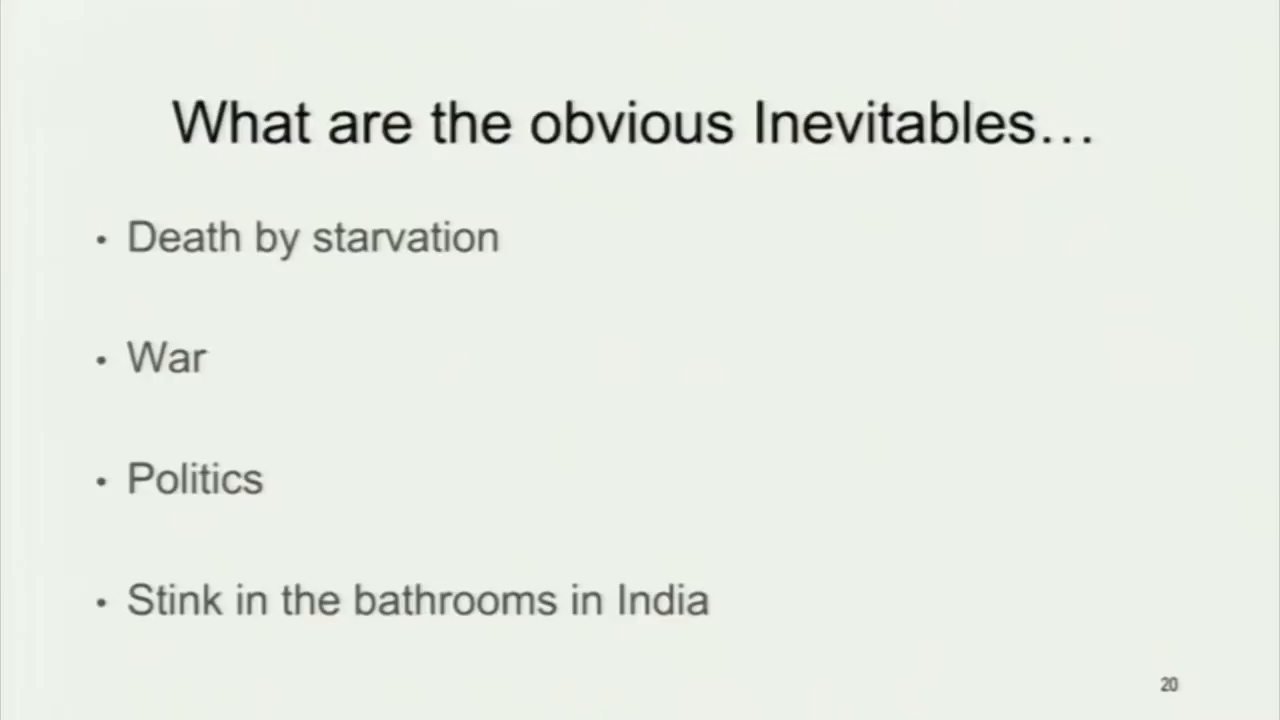 What are the obvious Inevitables…
• Death by starvation
• War
• Politics
• Stink in the bathrooms in India
20